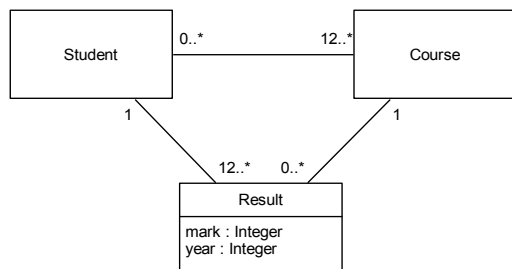 0..*
12..*
Student
Course
1
1
12..*
0..*
Result
mark : Integer
year : Integer